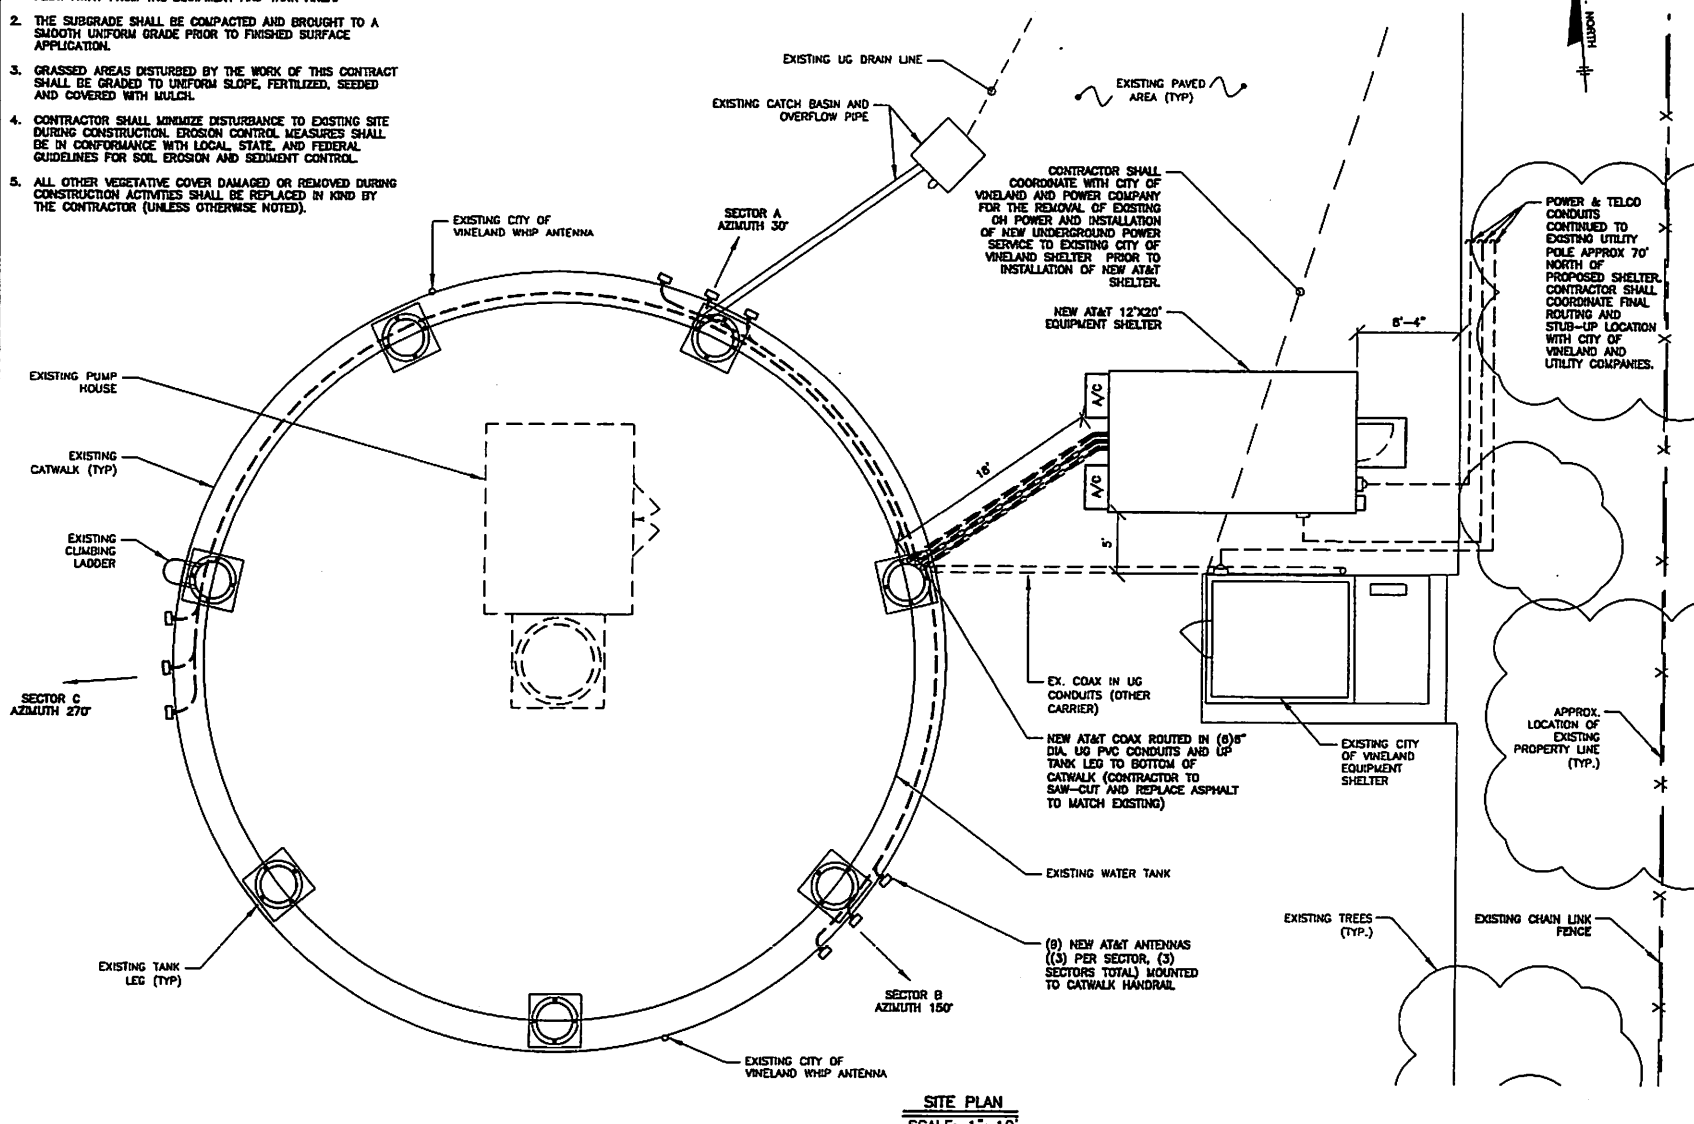 2. THE SUBGRADE SHALL BE COMPACTED AND BROUGHT TO A
SMOOTH UNIFORM GRADE PRIOR TO FINISHED SURFACE
APPLICATION.
3. GRASSED AREAS DISTURBED BY THE WORK OF THIS CONTRACT
SHALL BE GRADED TO UNIFORM SLOPE, FERTILIZED, SEEDED
AND COVERED WITH MULCH.
4. CONTRACTOR SHALL MINIMIZE DISTURBANCE TO EXISTING SITE
DURING CONSTRUCTION. EROSION CONTROL MEASURES SHALL
BE IN CONFORMANCE WITH LOCAL, STATE, AND FEDERAL
GUIDELINES FOR SOIL EROSION AND SEDIMENT CONTROL.
5. ALL OTHER VEGETATIVE COVER DAMAGED OR REMOVED DURING
CONSTRUCTION ACTIVITIES SHALL BE REPLACED IN KIND BY
THE CONTRACTOR (UNLESS OTHERWISE NOTED).
EXISTING UG DRAIN LINE
EXISTING CATCH BASIN AND
OVERFLOW PIPE
EXISTING PAVED
AREA (TYP)
NORTH
EXISTING CITY OF
VINELAND WHIP ANTENNA
SECTOR A
AZIMUTH 30°
CONTRACTOR SHALL
COORDINATE WITH CITY OF
VINELAND AND POWER COMPANY
FOR THE REMOVAL OF EXISTING
OH POWER AND INSTALLATION
OF NEW UNDERGROUND POWER
SERVICE TO EXISTING CITY OF
VINELAND SHELTER PRIOR TO
INSTALLATION OF NEW AT&T
SHELTER.
NEW AT&T 12'X20'
EQUIPMENT SHELTER
POWER & TELCO
CONDUITS
CONTINUED TO
EXISTING UTILITY
POLE APPROX 70'
NORTH OF
PROPOSED SHELTER.
CONTRACTOR SHALL
COORDINATE FINAL
ROUTING AND
STUB-UP LOCATION
WITH CITY OF
VINELAND AND
UTILITY COMPANIES.
8'-4"
A/C
A/C
18'
5'
EXISTING PUMP
HOUSE
EXISTING
CATWALK (TYP)
EXISTING
CLIMBING
LADDER
SECTOR C
AZIMUTH 270°
EX. COAX IN UG
CONDUITS (OTHER
CARRIER)
NEW AT&T COAX ROUTED IN (6)6"
DIA. UG PVC CONDUITS AND UP
TANK LEG TO BOTTOM OF
CATWALK (CONTRACTOR TO
SAW-CUT AND REPLACE ASPHALT
TO MATCH EXISTING)
EXISTING CITY
OF VINELAND
EQUIPMENT
SHELTER
APPROX.
LOCATION OF
EXISTING
PROPERTY LINE
(TYP.)
EXISTING WATER TANK
EXISTING TREES
(TYP.)
EXISTING CHAIN LINK
FENCE
(9) NEW AT&T ANTENNAS
((3) PER SECTOR, (3)
SECTORS TOTAL) MOUNTED
TO CATWALK HANDRAIL
EXISTING TANK
LEG (TYP)
SECTOR B
AZIMUTH 150°
EXISTING CITY OF
VINELAND WHIP ANTENNA
SITE PLAN